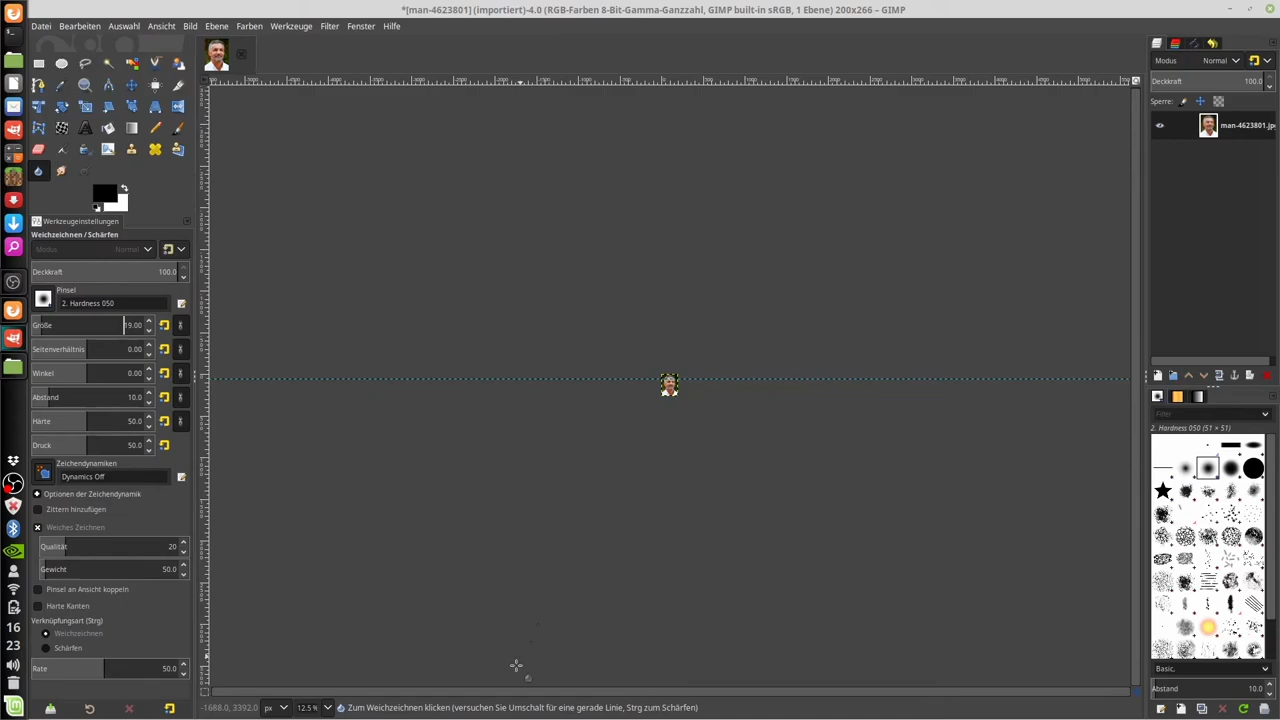 *[man-4623801] (importiert)-4.0 (RGB-Farben 8-Bit-Gamma-Ganzzahl, GIMP built-in sRGB, 1 Ebene) 200x266 – GIMP
Datei Bearbeiten Auswahl Ansicht Bild Ebene Farben Werkzeuge Filter Fenster Hilfe
Modus Normal
Deckkraft 100.0
Sperre:
man-4623801.jp
Werkzeugeinstellungen
Weichzeichnen / Schärfen
Modus Normal
Deckkraft 100.0
Pinsel
2. Hardness 050
Größe 19.00
Seitenverhältnis 0.00
Winkel 0.00
Abstand 10.0
Härte 50.0
Druck 50.0
Zeichendynamiken
Dynamics Off
Optionen der Zeichendynamik
Zittern hinzufügen
Weiches Zeichnen
Qualität 20
Gewicht 50.0
Pinsel an Ansicht koppeln
Harte Kanten
Verknüpfungsart (Strg)
Weichzeichnen
Schärfen
Rate 50.0
16
23
Filter
2. Hardness 050 (51 × 51)
Basic,
Abstand 10.0
-1688.0, 3392.0 px 12.5 % Zum Weichzeichnen klicken (versuchen Sie Umschalt für eine gerade Linie, Strg zum Schärfen)